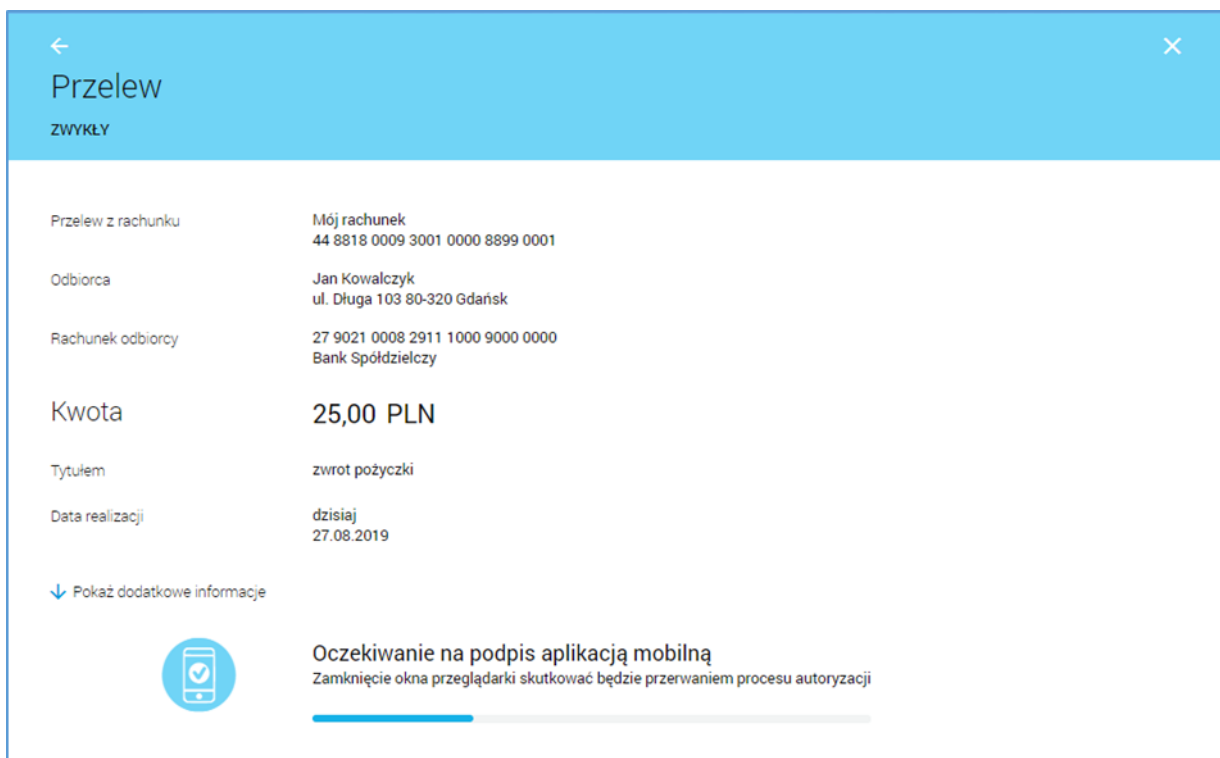 Przelew
ZWYKŁY
Przelew z rachunku
Mój rachunek
44 8818 0009 3001 0000 8899 0001
Odbiorca
Jan Kowalczyk
ul. Długa 103 80-320 Gdańsk
Rachunek odbiorcy
27 9021 0008 2911 1000 9000 0000
Bank Spółdzielczy
Kwota
25,00 PLN
Tytułem
zwrot pożyczki
Data realizacji
dzisiaj
27.08.2019
Pokaż dodatkowe informacje
Oczekiwanie na podpis aplikacją mobilną
Zamknięcie okna przeglądarki skutkować będzie przerwaniem procesu autoryzacji